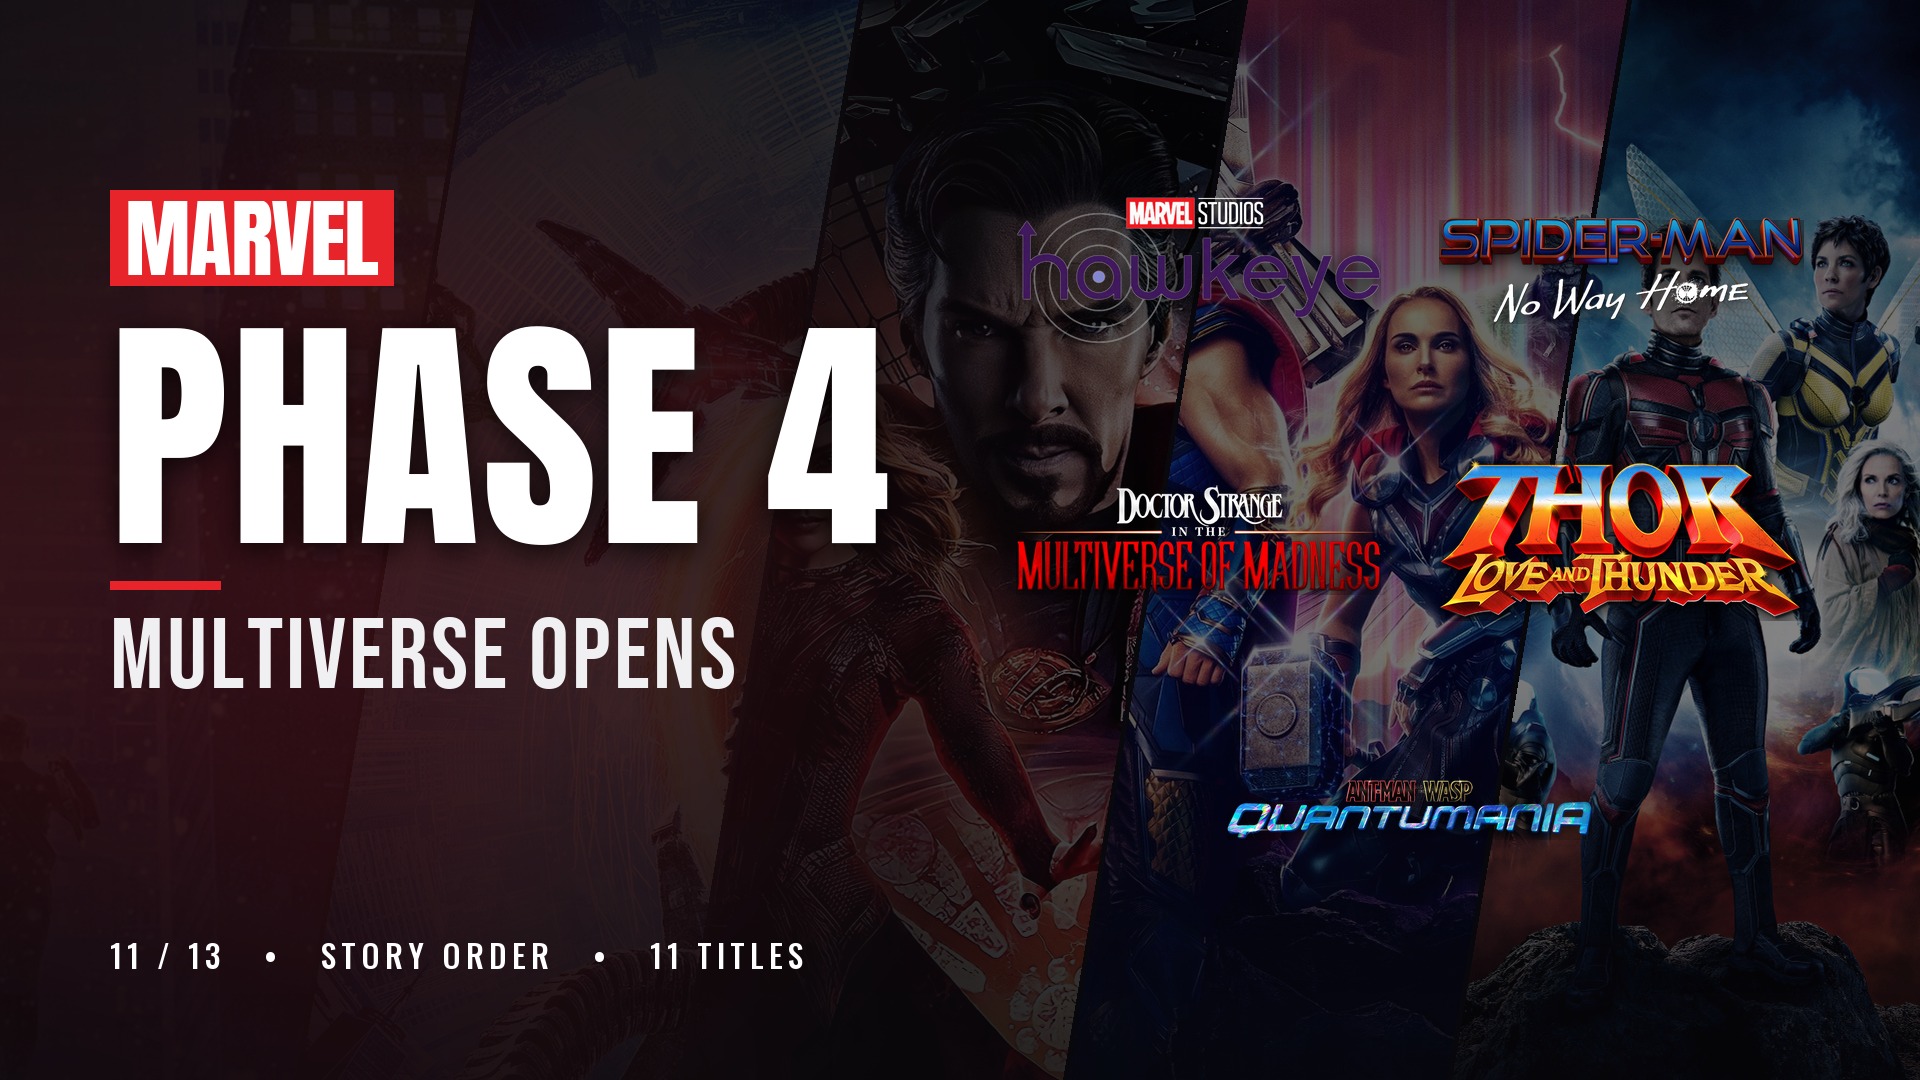 MARVEL
PHASE 4
MULTIVERSE OPENS
11 / 13 • STORY ORDER • 11 TITLES
MARVEL STUDIOS
hawkeye
SPIDER-MAN
No Way Home
DOCTOR STRANGE
IN THE
MULTIVERSE OF MADNESS
THOR
LOVE AND THUNDER
ANT-MAN WASP
QUANTUMANIA